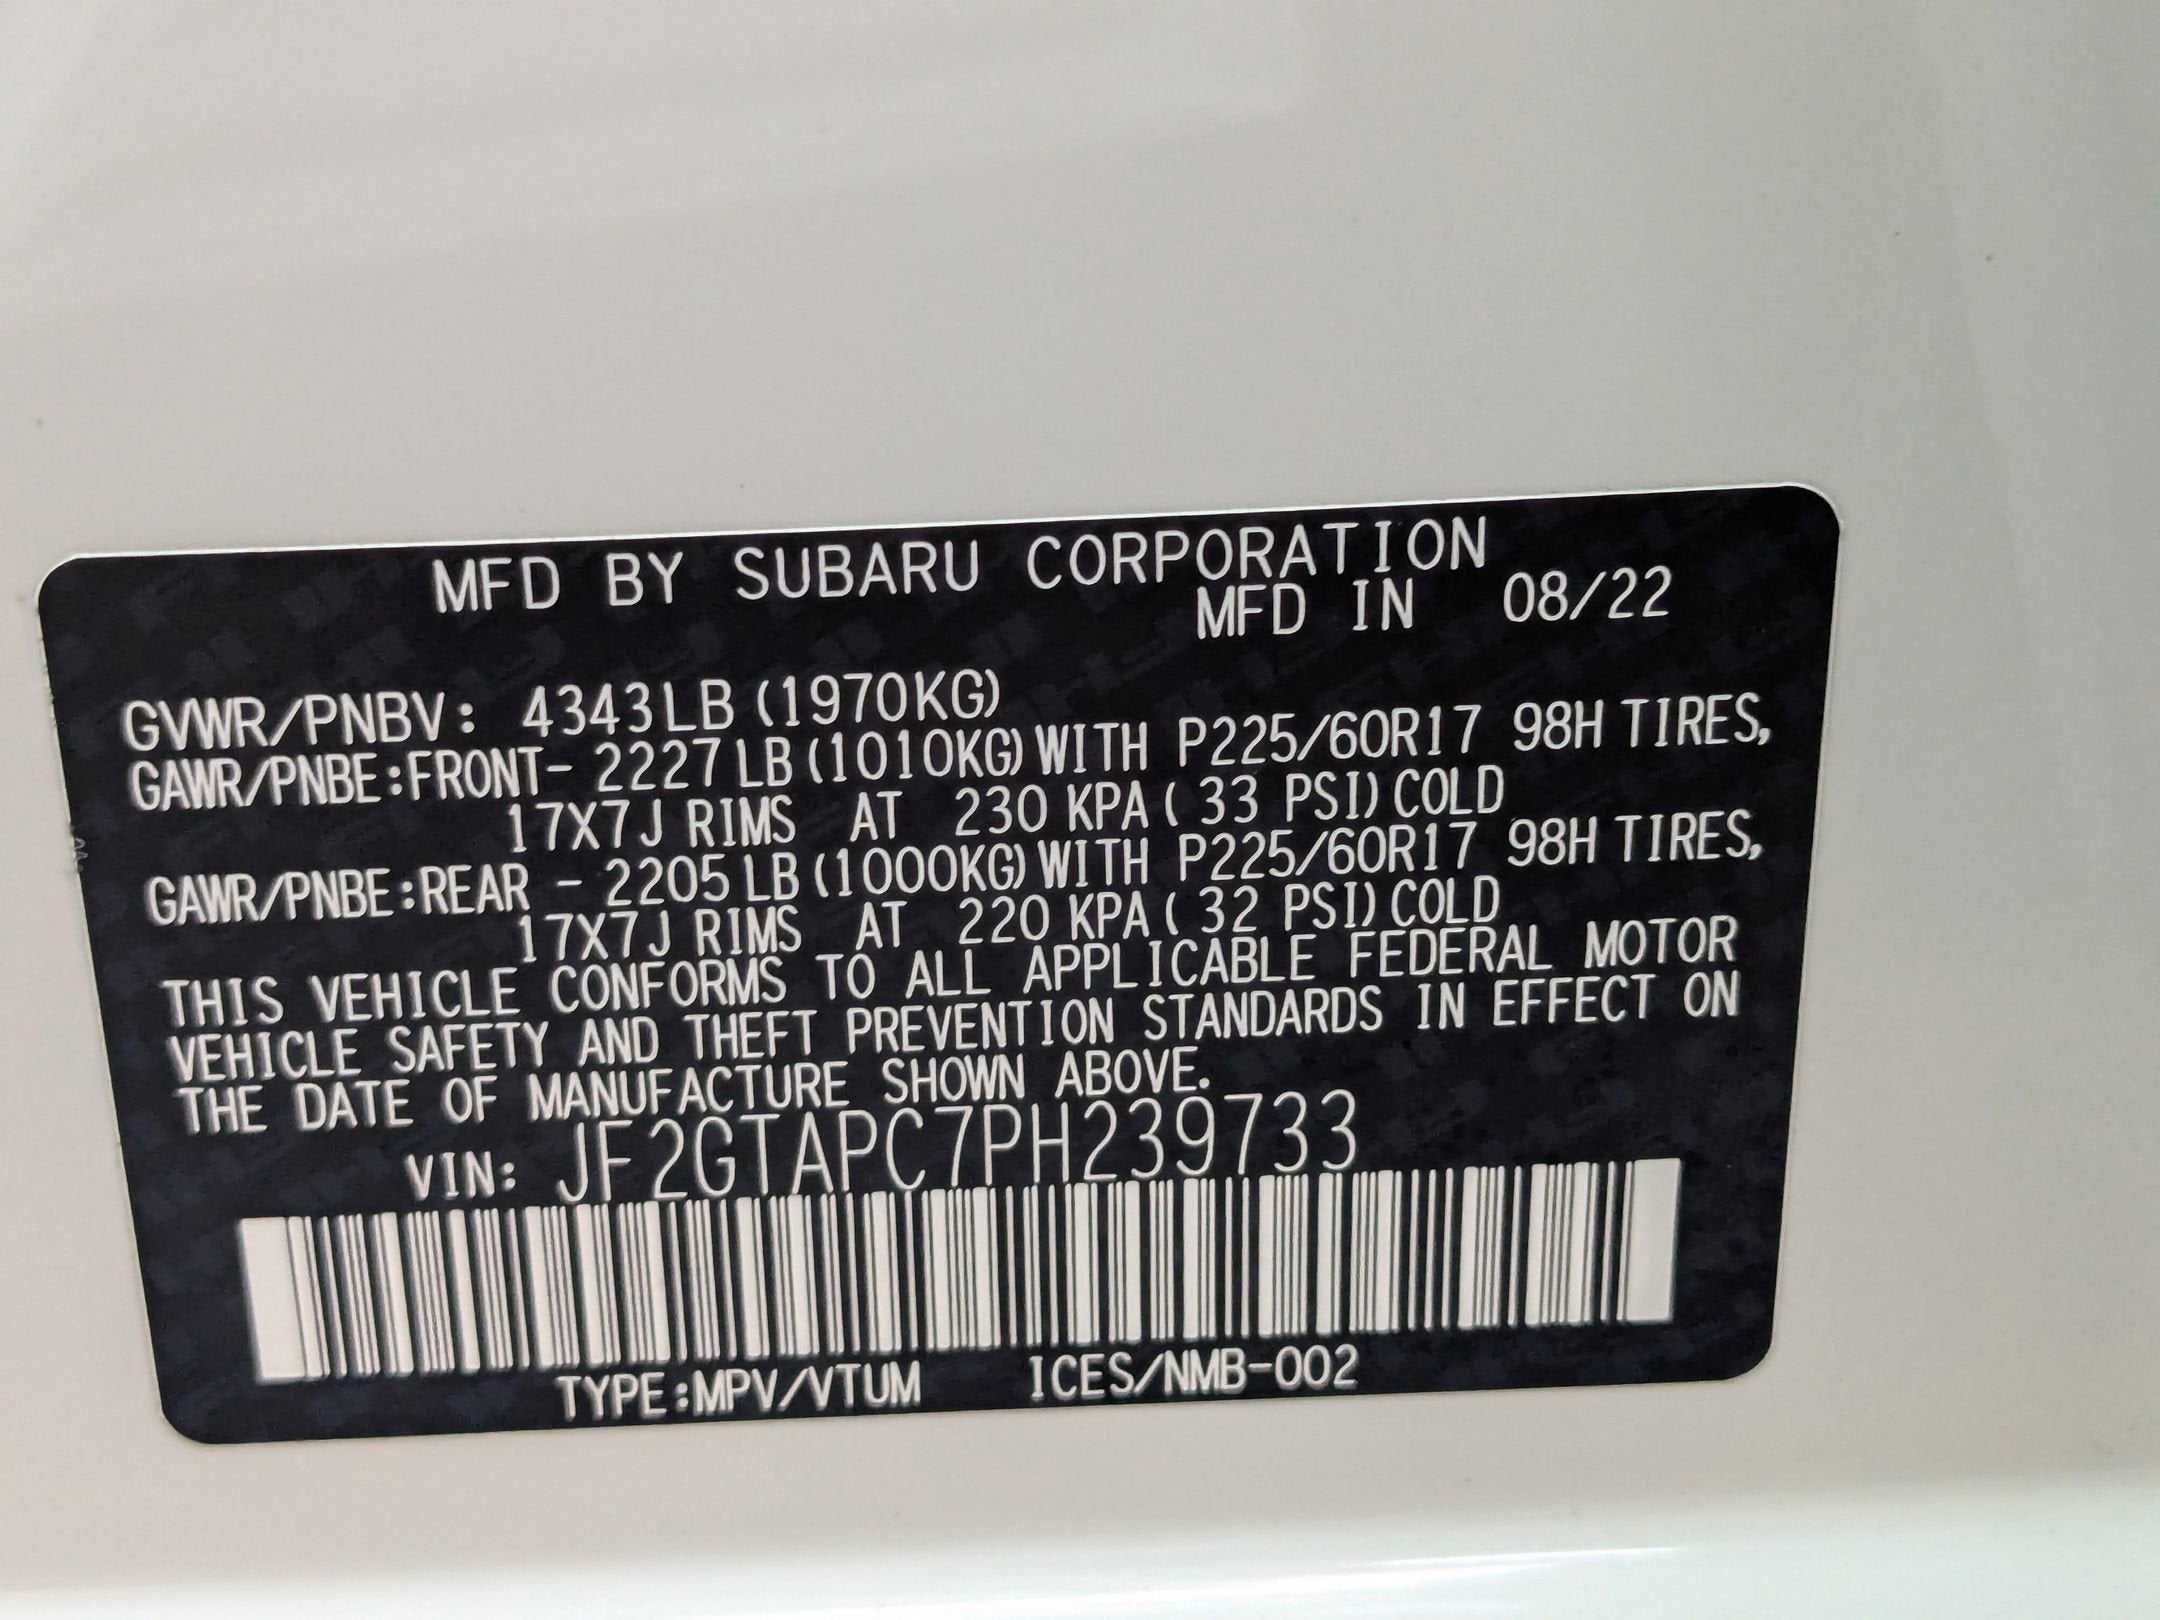 MFD BY SUBARU CORPORATION
MFD IN 08/22
GVWR/PNBV: 4343LB (1970KG)
GAWR/PNBE:FRONT- 2227LB (1010KG) WITH P225/60R17 98H TIRES,
17X7J RIMS AT 230 KPA ( 33 PSI) COLD
GAWR/PNBE:REAR - 2205LB (1000KG) WITH P225/60R17 98H TIRES,
17X7J RIMS AT 220 KPA ( 32 PSI) COLD
THIS VEHICLE CONFORMS TO ALL APPLICABLE FEDERAL MOTOR
VEHICLE SAFETY AND THEFT PREVENTION STANDARDS IN EFFECT ON
THE DATE OF MANUFACTURE SHOWN ABOVE.
VIN: JF2GTAPC7PH239733
TYPE:MPV/VTUM ICES/NMB-002